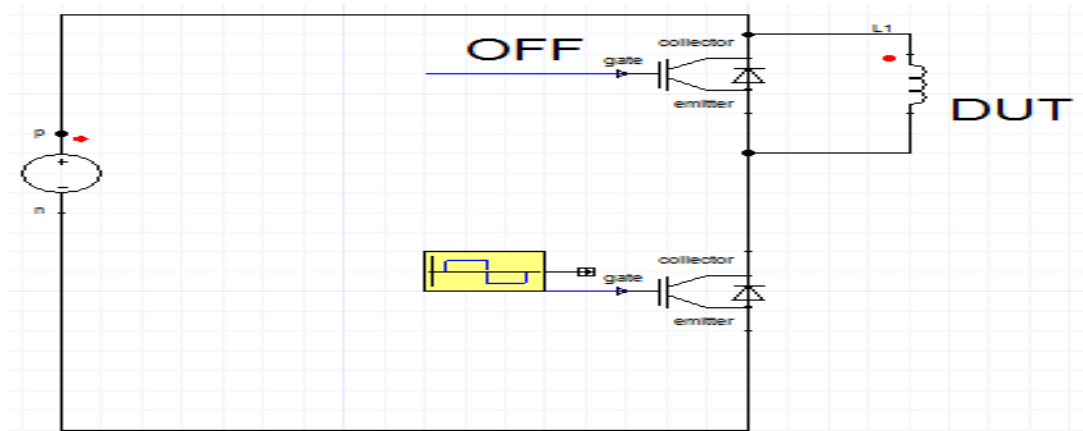 L1
OFF
collector
gate
emitter
DUT
p
+
−
n
collector
gate
emitter